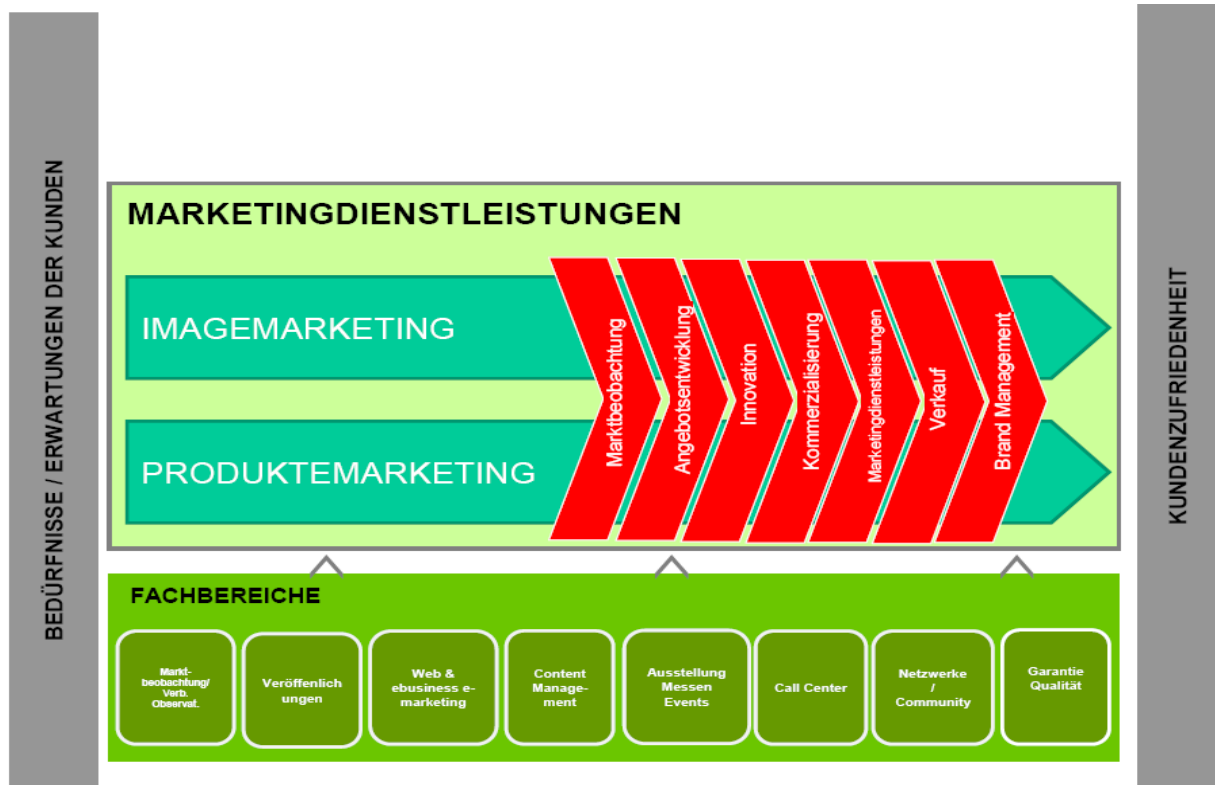 BEDÜRFNISSE / ERWARTUNGEN DER KUNDEN
MARKETINGDIENSTLEISTUNGEN
IMAGEMARKETING
PRODUKTEMARKETING
Marktbeobachtung
Angebotsentwicklung
Innovation
Kommerzialisierung
Marketingdienstleistungen
Verkauf
Brand Management
KUNDENZUFRIEDENHEIT
FACHBEREICHE
Markt-
beobachtung/
Verb.
Observat.
Veröffenlich
ungen
Web &
ebusiness e-
marketing
Content
Manage-
ment
Ausstellung
Messen
Events
Call Center
Netzwerke
/
Community
Garantie
Qualität